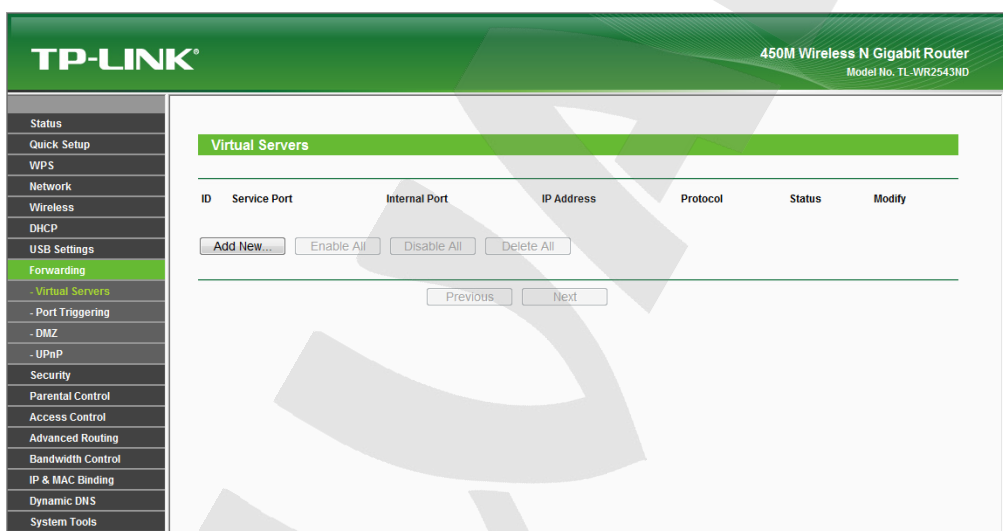 TP-LINK®
450M Wireless N Gigabit Router
Model No. TL-WR2543ND
Status
Quick Setup
WPS
Network
Wireless
DHCP
USB Settings
Forwarding
- Virtual Servers
- Port Triggering
- DMZ
- UPnP
Security
Parental Control
Access Control
Advanced Routing
Bandwidth Control
IP & MAC Binding
Dynamic DNS
System Tools
Virtual Servers
ID Service Port Internal Port IP Address Protocol Status Modify
Add New... Enable All Disable All Delete All
Previous Next